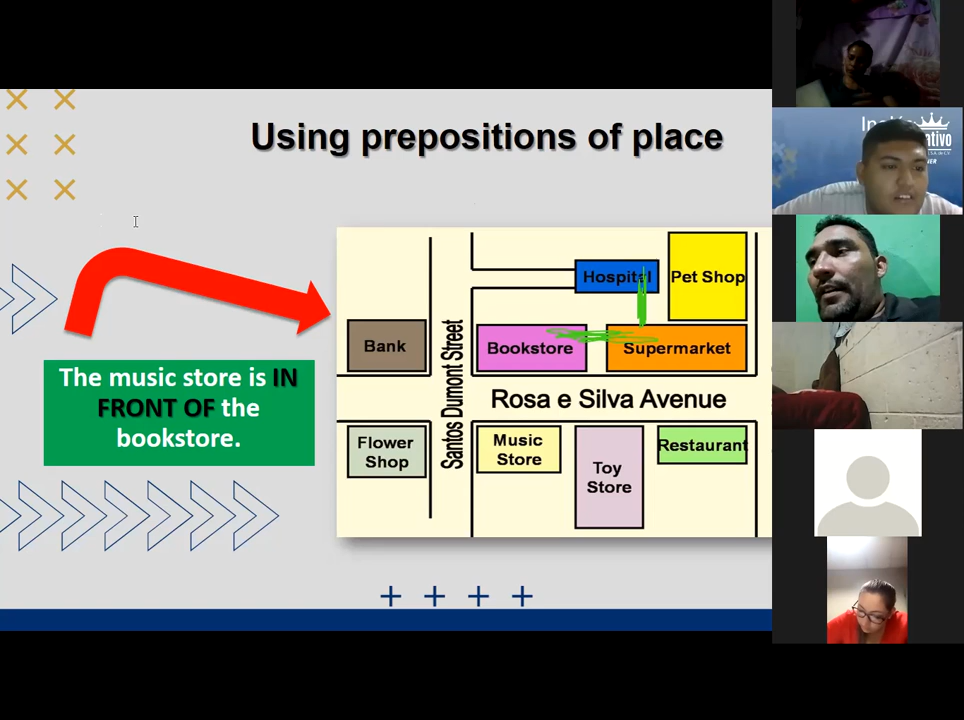 Using prepositions of place
The music store is IN
FRONT OF the
bookstore.
Hospital
Pet Shop
Bank
Santos Dumont Street
Bookstore
Supermarket
Rosa e Silva Avenue
Flower
Shop
Music
Store
Toy
Store
Restaurant